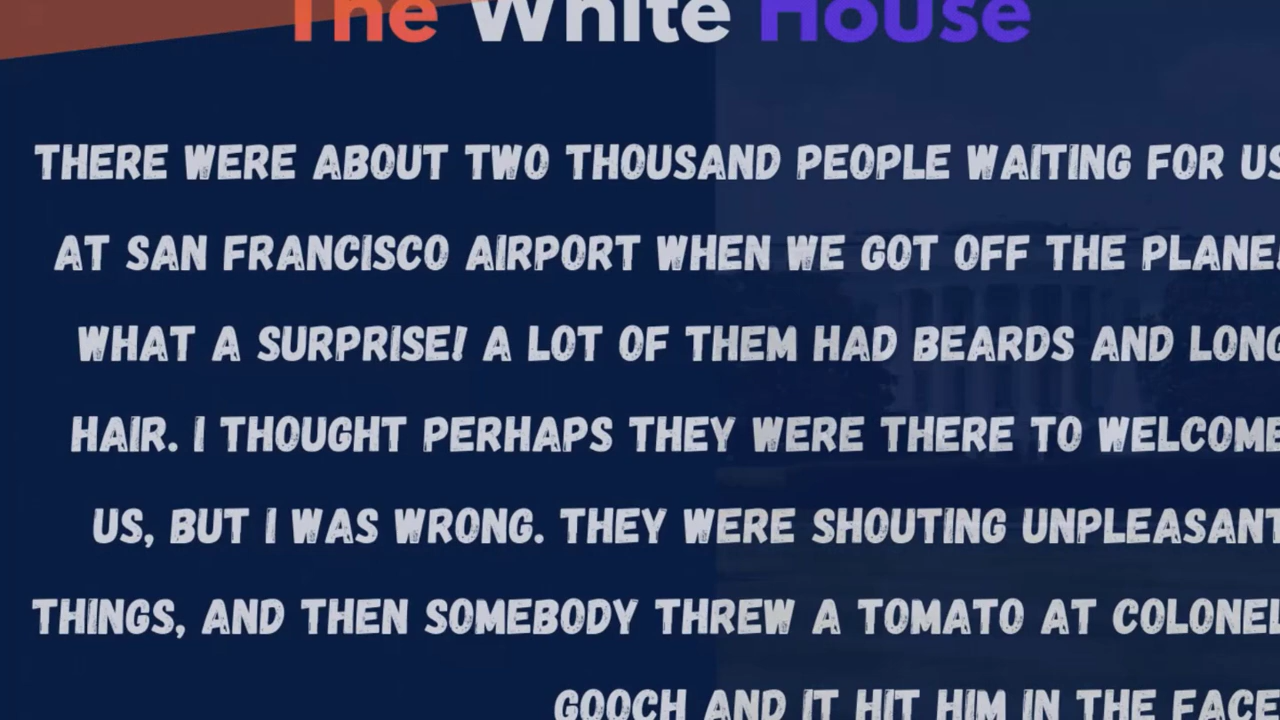 The White House
THERE WERE ABOUT TWO THOUSAND PEOPLE WAITING FOR US
AT SAN FRANCISCO AIRPORT WHEN WE GOT OFF THE PLANE!
WHAT A SURPRISE! A LOT OF THEM HAD BEARDS AND LONG
HAIR. I THOUGHT PERHAPS THEY WERE THERE TO WELCOME
US, BUT I WAS WRONG. THEY WERE SHOUTING UNPLEASANT
THINGS, AND THEN SOMEBODY THREW A TOMATO AT COLONEL
GOOCH AND IT HIT HIM IN THE FACE